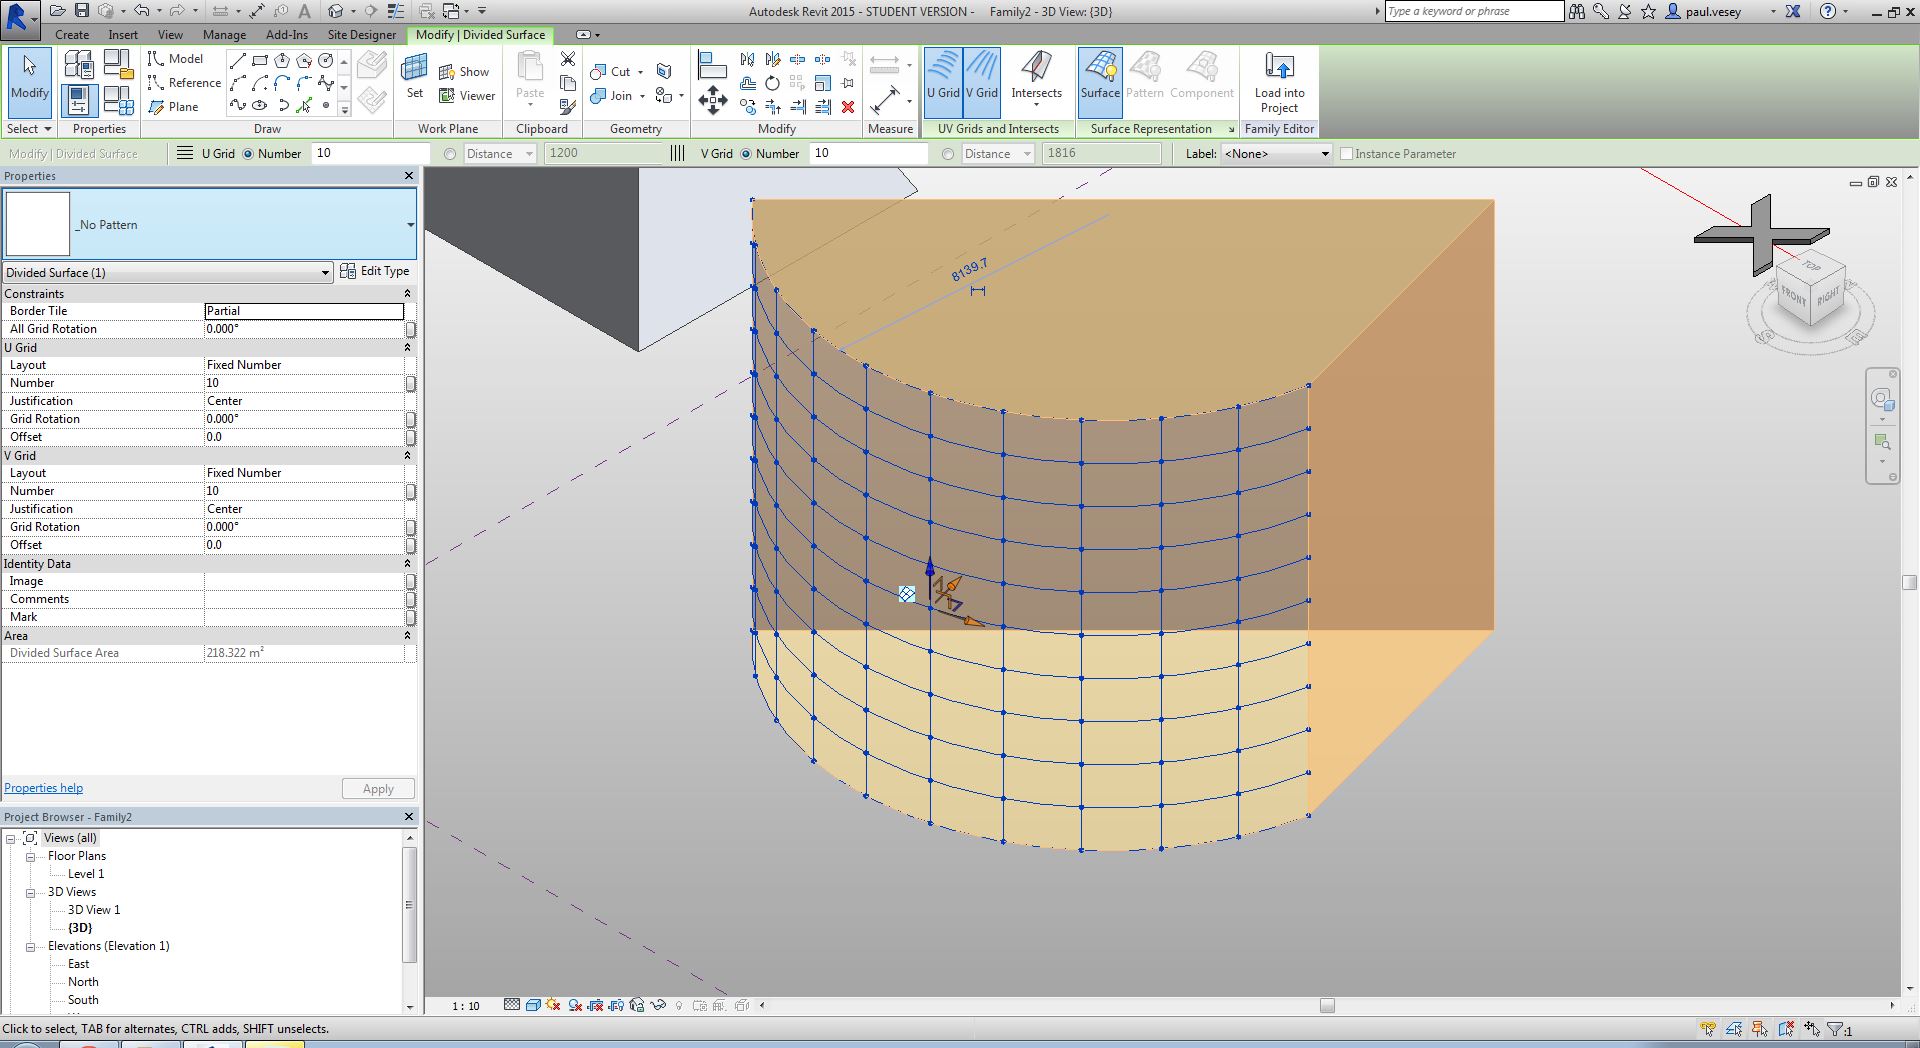 Autodesk Revit 2015 - STUDENT VERSION - Family2 - 3D View: {3D}
Type a keyword or phrase
paul.vesey
Create Insert View Manage Add-Ins Site Designer Modify | Divided Surface
Modify
Model
Reference
Plane
Set
Show
Viewer
Paste
Cut
Join
U Grid V Grid Intersects
Surface Pattern Component
Load into
Project
Select Properties Draw Work Plane Clipboard Geometry Modify Measure UV Grids and Intersects Surface Representation Family Editor
Modify | Divided Surface U Grid Number 10 Distance 1200 V Grid Number 10 Distance 1816 Label: <None> Instance Parameter
Properties
_No Pattern
Divided Surface (1) Edit Type
Constraints
Border Tile Partial
All Grid Rotation 0.000°
U Grid
Layout Fixed Number
Number 10
Justification Center
Grid Rotation 0.000°
Offset 0.0
V Grid
Layout Fixed Number
Number 10
Justification Center
Grid Rotation 0.000°
Offset 0.0
Identity Data
Image
Comments
Mark
Area
Divided Surface Area 218.322 m²
Properties help Apply
Project Browser - Family2
Views (all)
Floor Plans
Level 1
3D Views
3D View 1
{3D}
Elevations (Elevation 1)
East
North
South
8139.7
TOP
FRONT RIGHT
1 : 10
Click to select, TAB for alternates, CTRL adds, SHIFT unselects.
:1